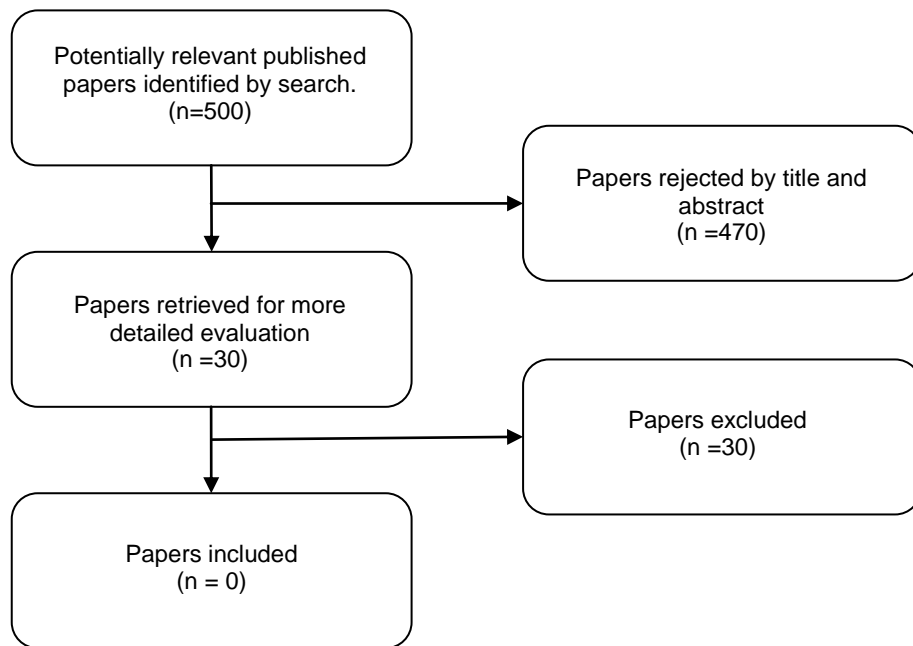 Potentially relevant published
papers identified by search.
(n=500)
Papers rejected by title and
abstract
(n =470)
Papers retrieved for more
detailed evaluation
(n =30)
Papers excluded
(n =30)
Papers included
(n = 0)